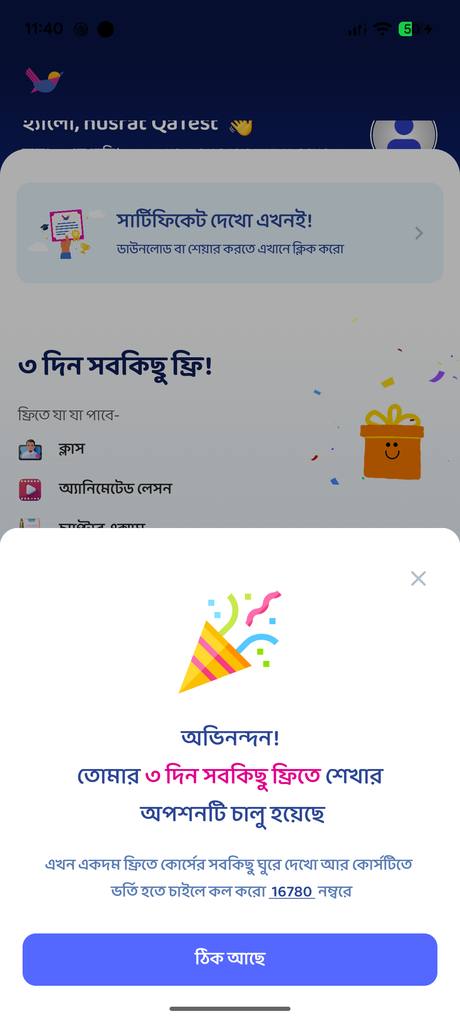 11:40
হ্যালো, nusrat QaTest
সার্টিফিকেট দেখো এখনই!
ডাউনলোড বা শেয়ার করতে এখানে ক্লিক করো
৩ দিন সবকিছু ফ্রি!
ফ্রিতে যা যা পাবে-
ক্লাস
অ্যানিমেটেড লেসন
অভিনন্দন!
তোমার ৩ দিন সবকিছু ফ্রিতে শেখার
অপশনটি চালু হয়েছে
এখন একদম ফ্রিতে কোর্সের সবকিছু ঘুরে দেখো আর কোর্সটিতে
ভর্তি হতে চাইলে কল করো 16780 নম্বরে
ঠিক আছে